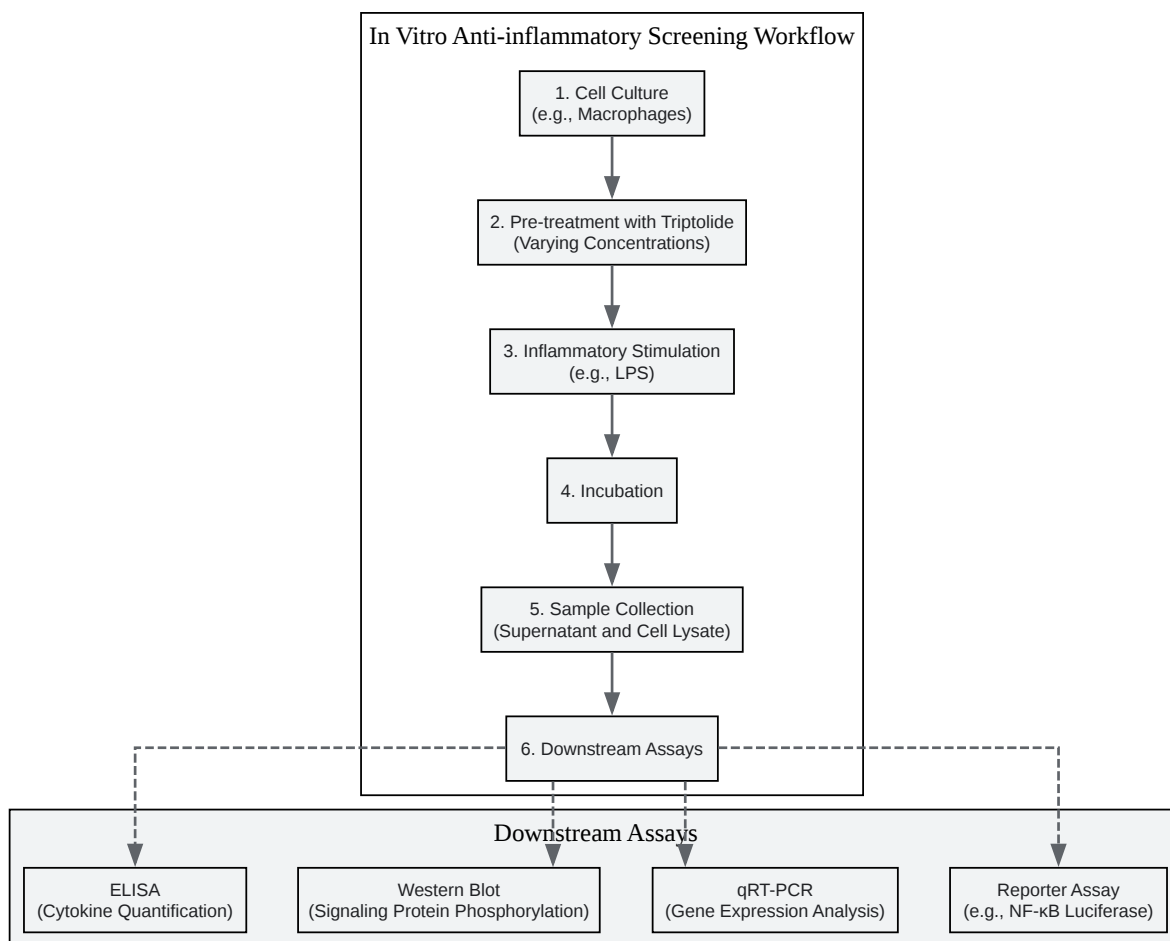 In Vitro Anti-inflammatory Screening Workflow
1. Cell Culture
(e.g., Macrophages)
2. Pre-treatment with Triptolide
(Varying Concentrations)
3. Inflammatory Stimulation
(e.g., LPS)
4. Incubation
5. Sample Collection
(Supernatant and Cell Lysate)
6. Downstream Assays
Downstream Assays
ELISA
(Cytokine Quantification)
Western Blot
(Signaling Protein Phosphorylation)
qRT-PCR
(Gene Expression Analysis)
Reporter Assay
(e.g., NF-κB Luciferase)